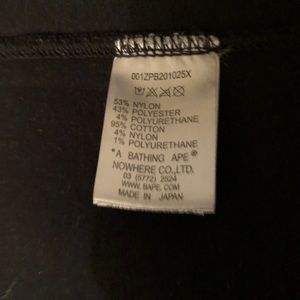 001ZPB201025X
53% NYLON
43% POLYESTER
4% POLYURETHANE
95% COTTON
4% NYLON
1% POLYURETHANE
"A BATHING APE®
NOWHERE CO.,LTD.
03 (5772) 2524
WWW.BAPE.COM
MADE IN JAPAN